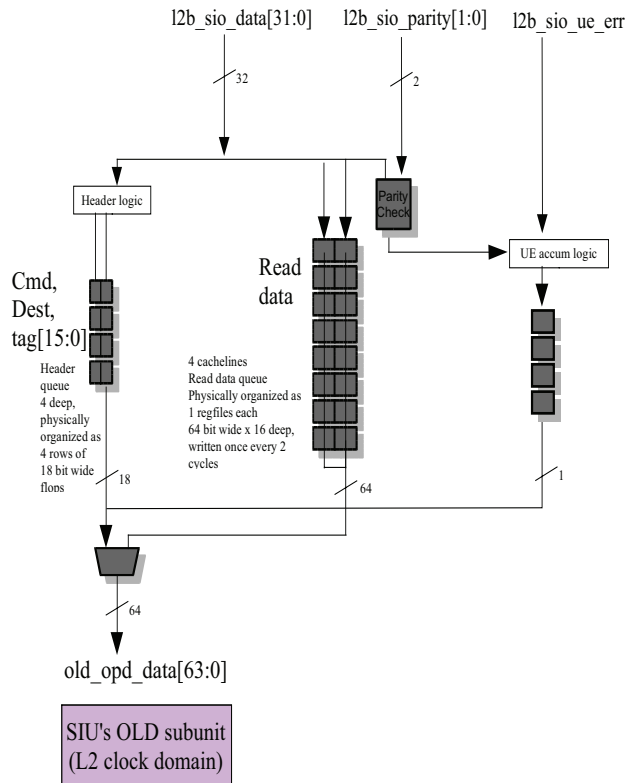 l2b_sio_data[31:0]
l2b_sio_parity[1:0]
l2b_sio_ue_err
32
2
Header logic
Parity
Check
UE accum logic
Cmd,
Dest,
tag[15:0]
Read
data
Header
queue
4 deep,
physically
organized as
4 rows of
18 bit wide
flops
4 cachelines
Read data queue
Physically organized as
1 regfiles each
64 bit wide x 16 deep,
written once every 2
cycles
18
64
1
64
old_opd_data[63:0]
SIU's OLD subunit
(L2 clock domain)